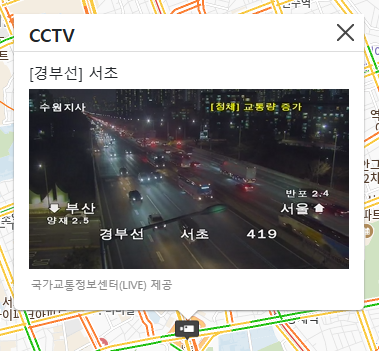 CCTV
[경부선] 서초
수원지사
[정체] 교통량 증가
부산
양재 2.5
반포 2.4
서울
경부선 서초 419
국가교통정보센터(LIVE) 제공